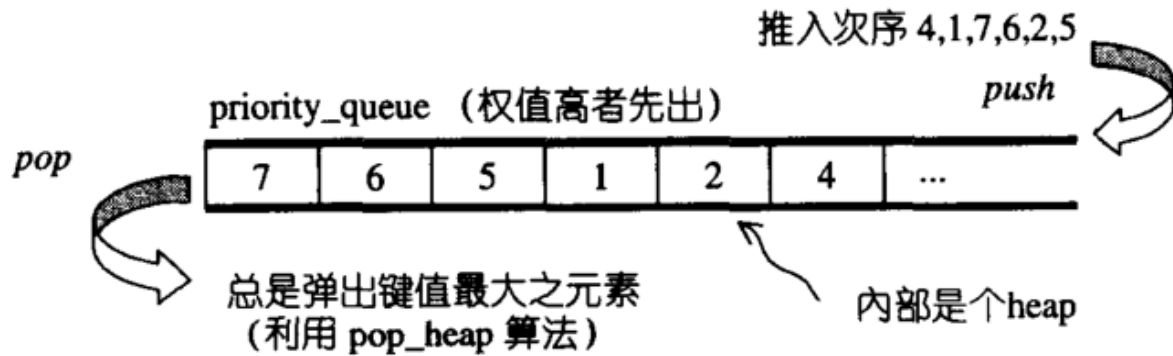 推入次序 4,1,7,6,2,5
push
priority_queue（权值高者先出）
pop
7 6 5 1 2 4 ...
总是弹出键值最大之元素
（利用 pop_heap 算法）
内部是个heap